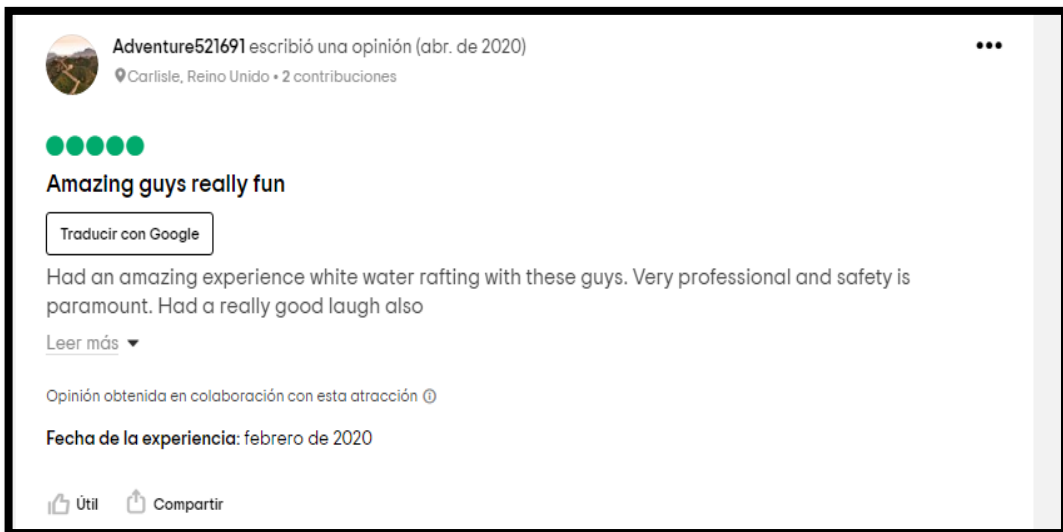 Adventure521691 escribió una opinión (abr. de 2020)
Carlisle, Reino Unido • 2 contribuciones
Amazing guys really fun
Traducir con Google
Had an amazing experience white water rafting with these guys. Very professional and safety is
paramount. Had a really good laugh also
Leer más
Opinión obtenida en colaboración con esta atracción
Fecha de la experiencia: febrero de 2020
Útil Compartir